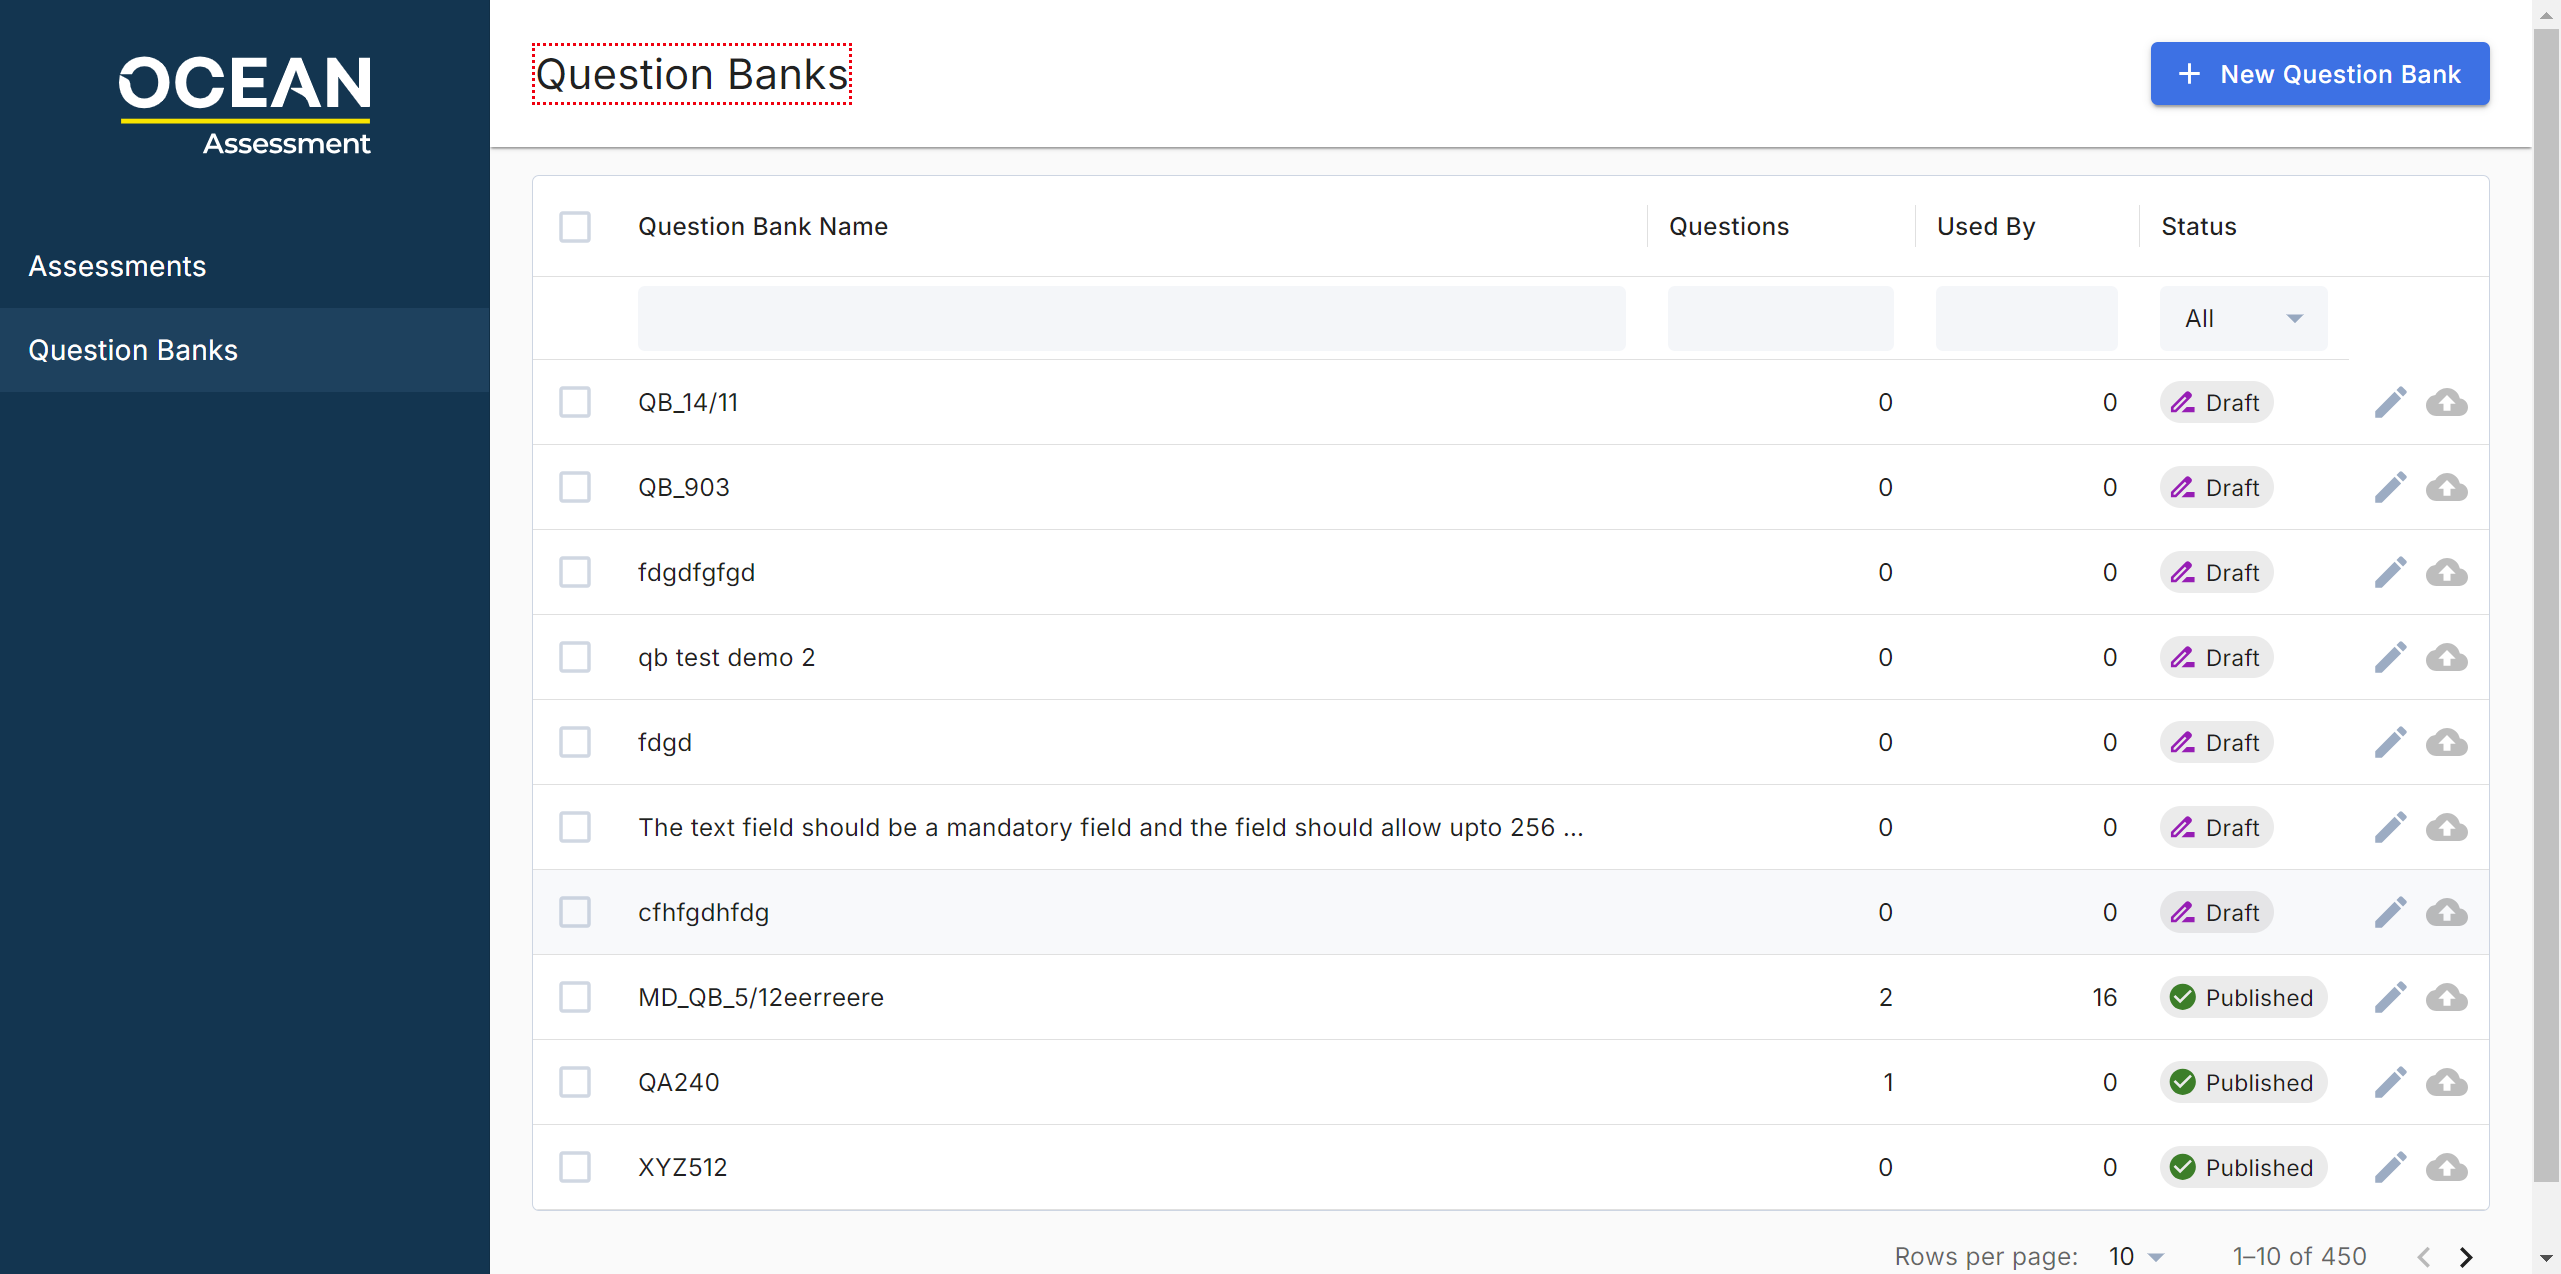 OCEAN
Assessment
Assessments
Question Banks
Question Banks
New Question Bank
Question Bank Name Questions Used By Status
All
QB_14/11 0 0 Draft
QB_903 0 0 Draft
fdgdfgfgd 0 0 Draft
qb test demo 2 0 0 Draft
fdgd 0 0 Draft
The text field should be a mandatory field and the field should allow upto 256 ... 0 0 Draft
cfhfgdhfdg 0 0 Draft
MD_QB_5/12eerreere 2 16 Published
QA240 1 0 Published
XYZ512 0 0 Published
Rows per page: 10 1–10 of 450